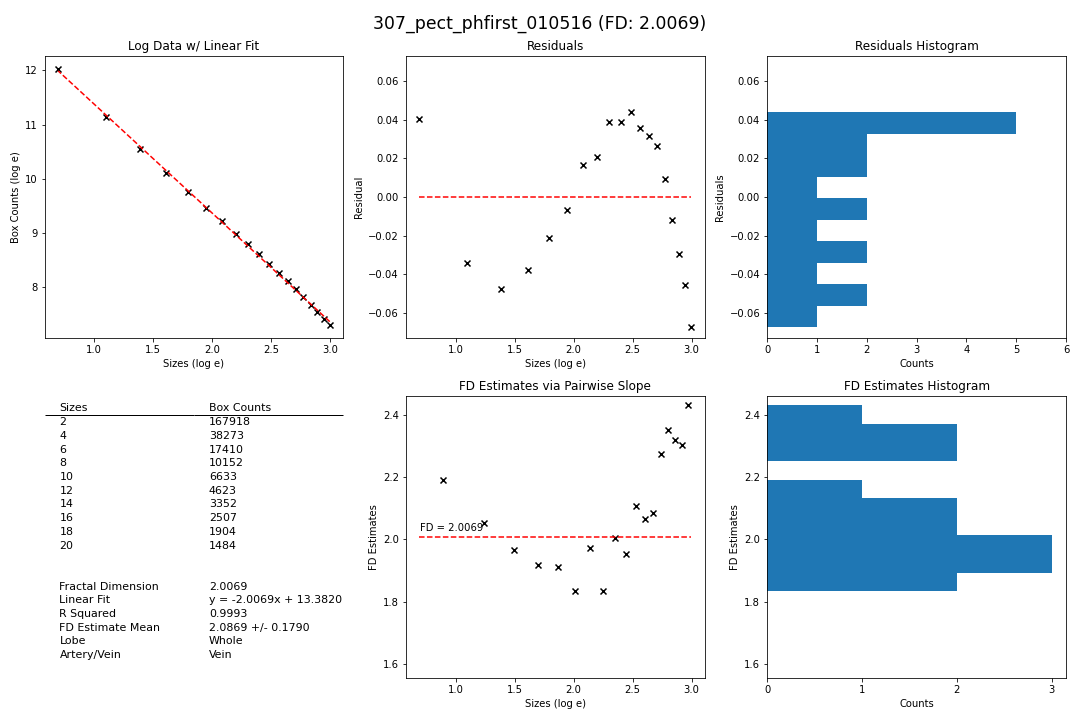 307_pect_phfirst_010516 (FD: 2.0069)
Log Data w/ Linear Fit
12
11
10
9
8
Box Counts (log e)
1.0 1.5 2.0 2.5 3.0
Sizes (log e)
Residuals
0.06
0.04
0.02
0.00
−0.02
−0.04
−0.06
Residual
1.0 1.5 2.0 2.5 3.0
Sizes (log e)
Residuals Histogram
0.06
0.04
0.02
0.00
−0.02
−0.04
−0.06
Residuals
0 1 2 3 4 5 6
Counts
Sizes Box Counts
2 167918
4 38273
6 17410
8 10152
10 6633
12 4623
14 3352
16 2507
18 1904
20 1484
Fractal Dimension 2.0069
Linear Fit y = -2.0069x + 13.3820
R Squared 0.9993
FD Estimate Mean 2.0869 +/- 0.1790
Lobe Whole
Artery/Vein Vein
FD Estimates via Pairwise Slope
2.4
2.2
2.0
1.8
1.6
FD Estimates
FD = 2.0069
1.0 1.5 2.0 2.5 3.0
Sizes (log e)
FD Estimates Histogram
2.4
2.2
2.0
1.8
1.6
FD Estimates
0 1 2 3
Counts